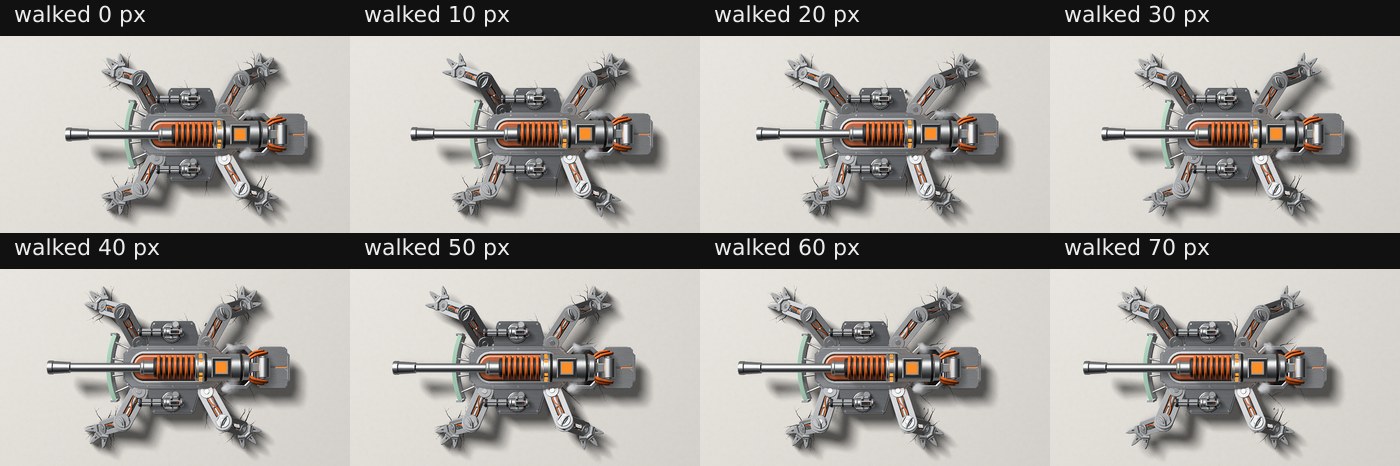 walked 0 px
walked 10 px
walked 20 px
walked 30 px
walked 40 px
walked 50 px
walked 60 px
walked 70 px